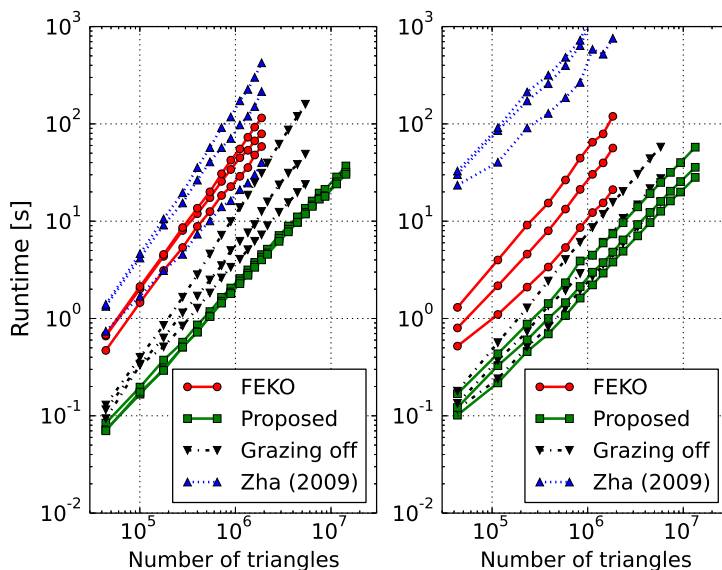 10^3
10^2
10^1
10^0
10^-1
10^-2
Runtime [s]
10^5
10^6
10^7
Number of triangles
FEKO
Proposed
Grazing off
Zha (2009)
10^3
10^2
10^1
10^0
10^-1
10^-2
10^5
10^6
10^7
Number of triangles
FEKO
Proposed
Grazing off
Zha (2009)